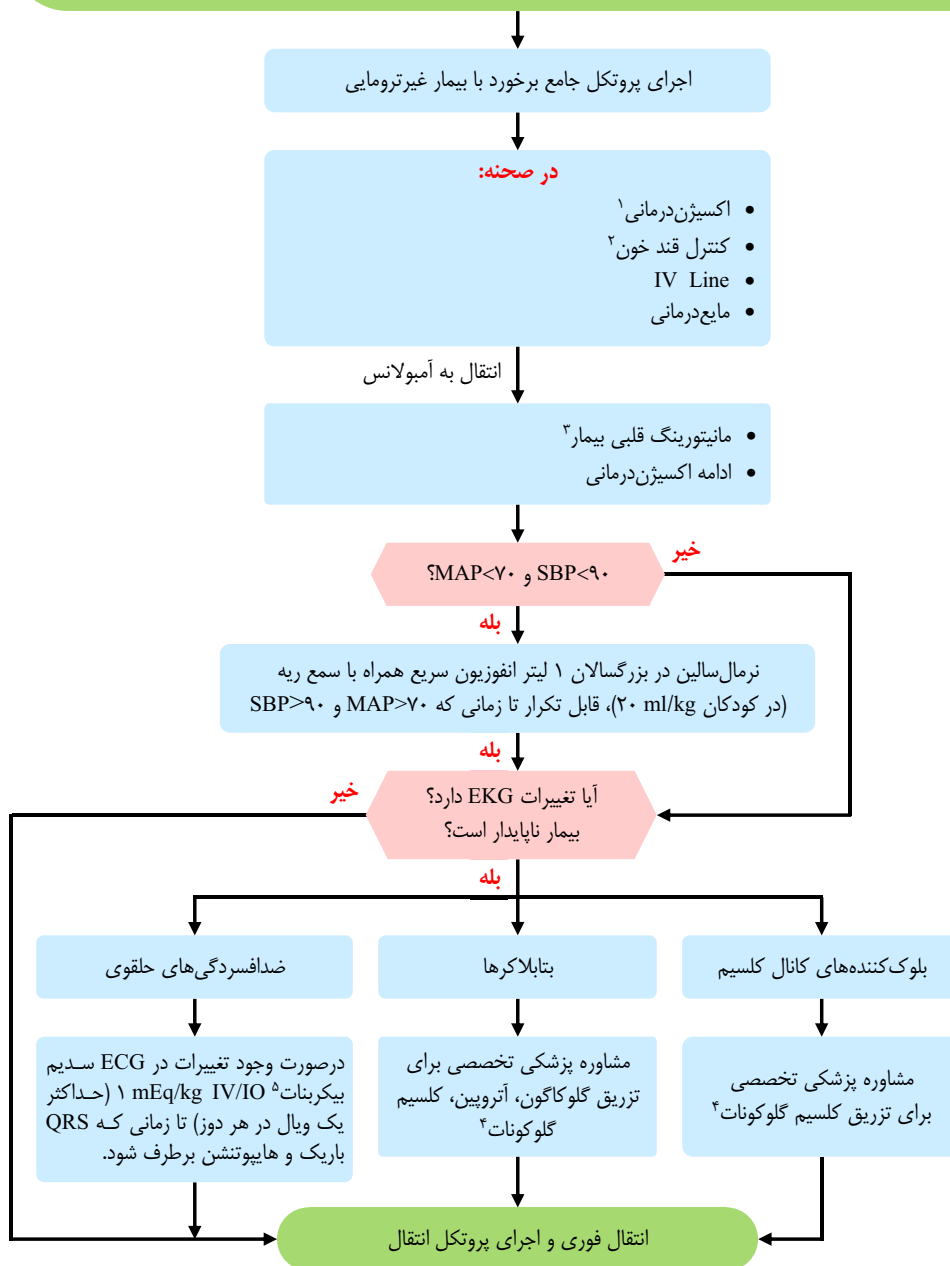 اجرای پروتکل جامع برخورد با بیمار غیرترومایی
در صحنه:
• اکسیژن‌درمانی۱
• کنترل قند خون۲
• IV Line
• مایع‌درمانی
انتقال به آمبولانس
• مانیتورینگ قلبی بیمار۳
• ادامه اکسیژن‌درمانی
SBP<۹۰ و MAP<۷۰؟
خیر
بله
نرمال‌سالین در بزرگسالان ۱ لیتر انفوزیون سریع همراه با سمع ریه
(در کودکان ۲۰ ml/kg)، قابل تکرار تا زمانی که MAP>۷۰ و SBP>۹۰
بله
آیا تغییرات EKG دارد؟
بیمار ناپایدار است؟
خیر
بله
بلوک‌کننده‌های کانال کلسیم
بتابلاکرها
ضدافسردگی‌های حلقوی
مشاوره پزشکی تخصصی
برای تزریق کلسیم گلوکونات۴
مشاوره پزشکی تخصصی برای
تزریق گلوکاگون، آتروپین، کلسیم
گلوکونات۴
درصورت وجود تغییرات در ECG سـدیم
بیکربنات۵ ۱ mEq/kg IV/IO (حـداکثر
یک ویال در هر دوز) تا زمانی کـه QRS
باریک و هایپوتنشن برطرف شود.
انتقال فوری و اجرای پروتکل انتقال